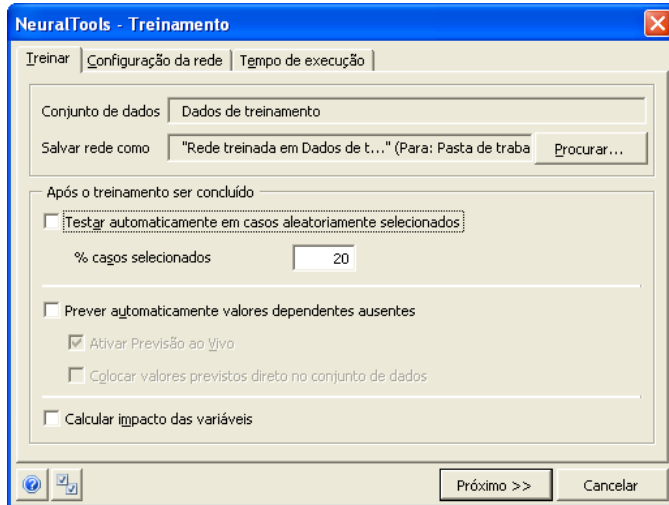 NeuralTools - Treinamento
Treinar Configuração da rede Tempo de execução
Conjunto de dados Dados de treinamento
Salvar rede como "Rede treinada em Dados de t..." (Para: Pasta de traba Procurar...
Após o treinamento ser concluído
Testar automaticamente em casos aleatoriamente selecionados
% casos selecionados 20
Prever automaticamente valores dependentes ausentes
Ativar Previsão ao Vivo
Colocar valores previstos direto no conjunto de dados
Calcular impacto das variáveis
Próximo >> Cancelar